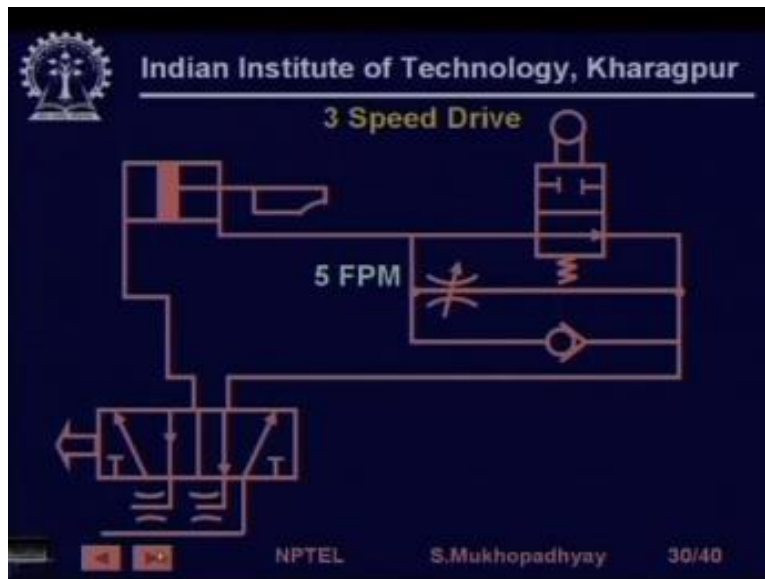 Indian Institute of Technology, Kharagpur
3 Speed Drive
5 FPM
NPTEL S.Mukhopadhyay 30/40